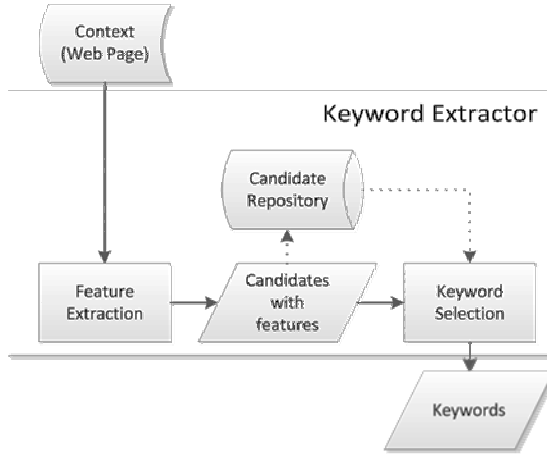 Context
(Web Page)
Keyword Extractor
Candidate
Repository
Feature
Extraction
Candidates
with
features
Keyword
Selection
Keywords